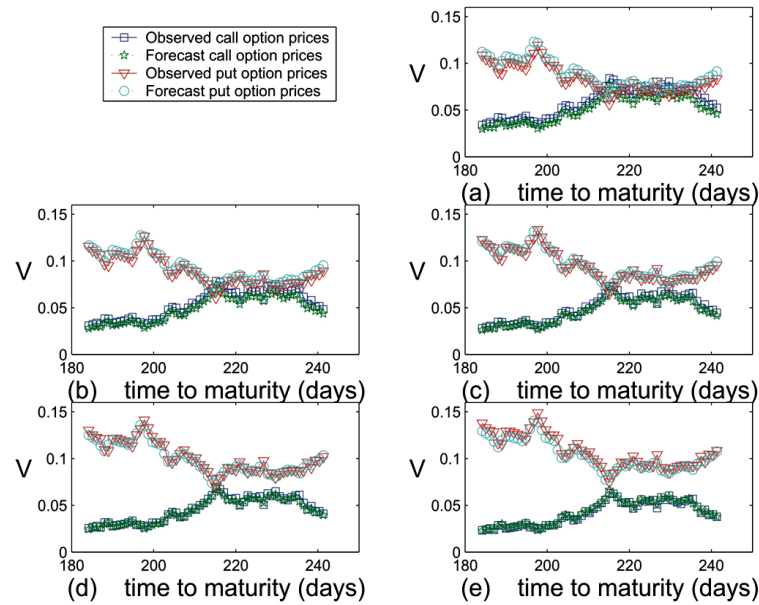 Observed call option prices
Forecast call option prices
Observed put option prices
Forecast put option prices
V
0.15
0.1
0.05
0
200
220
240
(a) time to maturity (days)
V
0.15
0.1
0.05
0
180
200
220
240
(b) time to maturity (days)
V
0.15
0.1
0.05
0
180
200
220
240
(c) time to maturity (days)
V
0.15
0.1
0.05
0
180
200
220
240
(d) time to maturity (days)
V
0.15
0.1
0.05
0
180
200
220
240
(e) time to maturity (days)